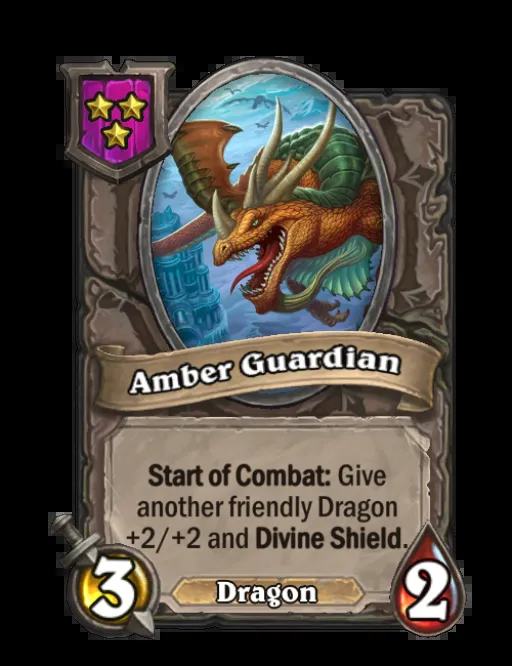 Amber Guardian
Start of Combat: Give
another friendly Dragon
+2/+2 and Divine Shield.
3
Dragon
2